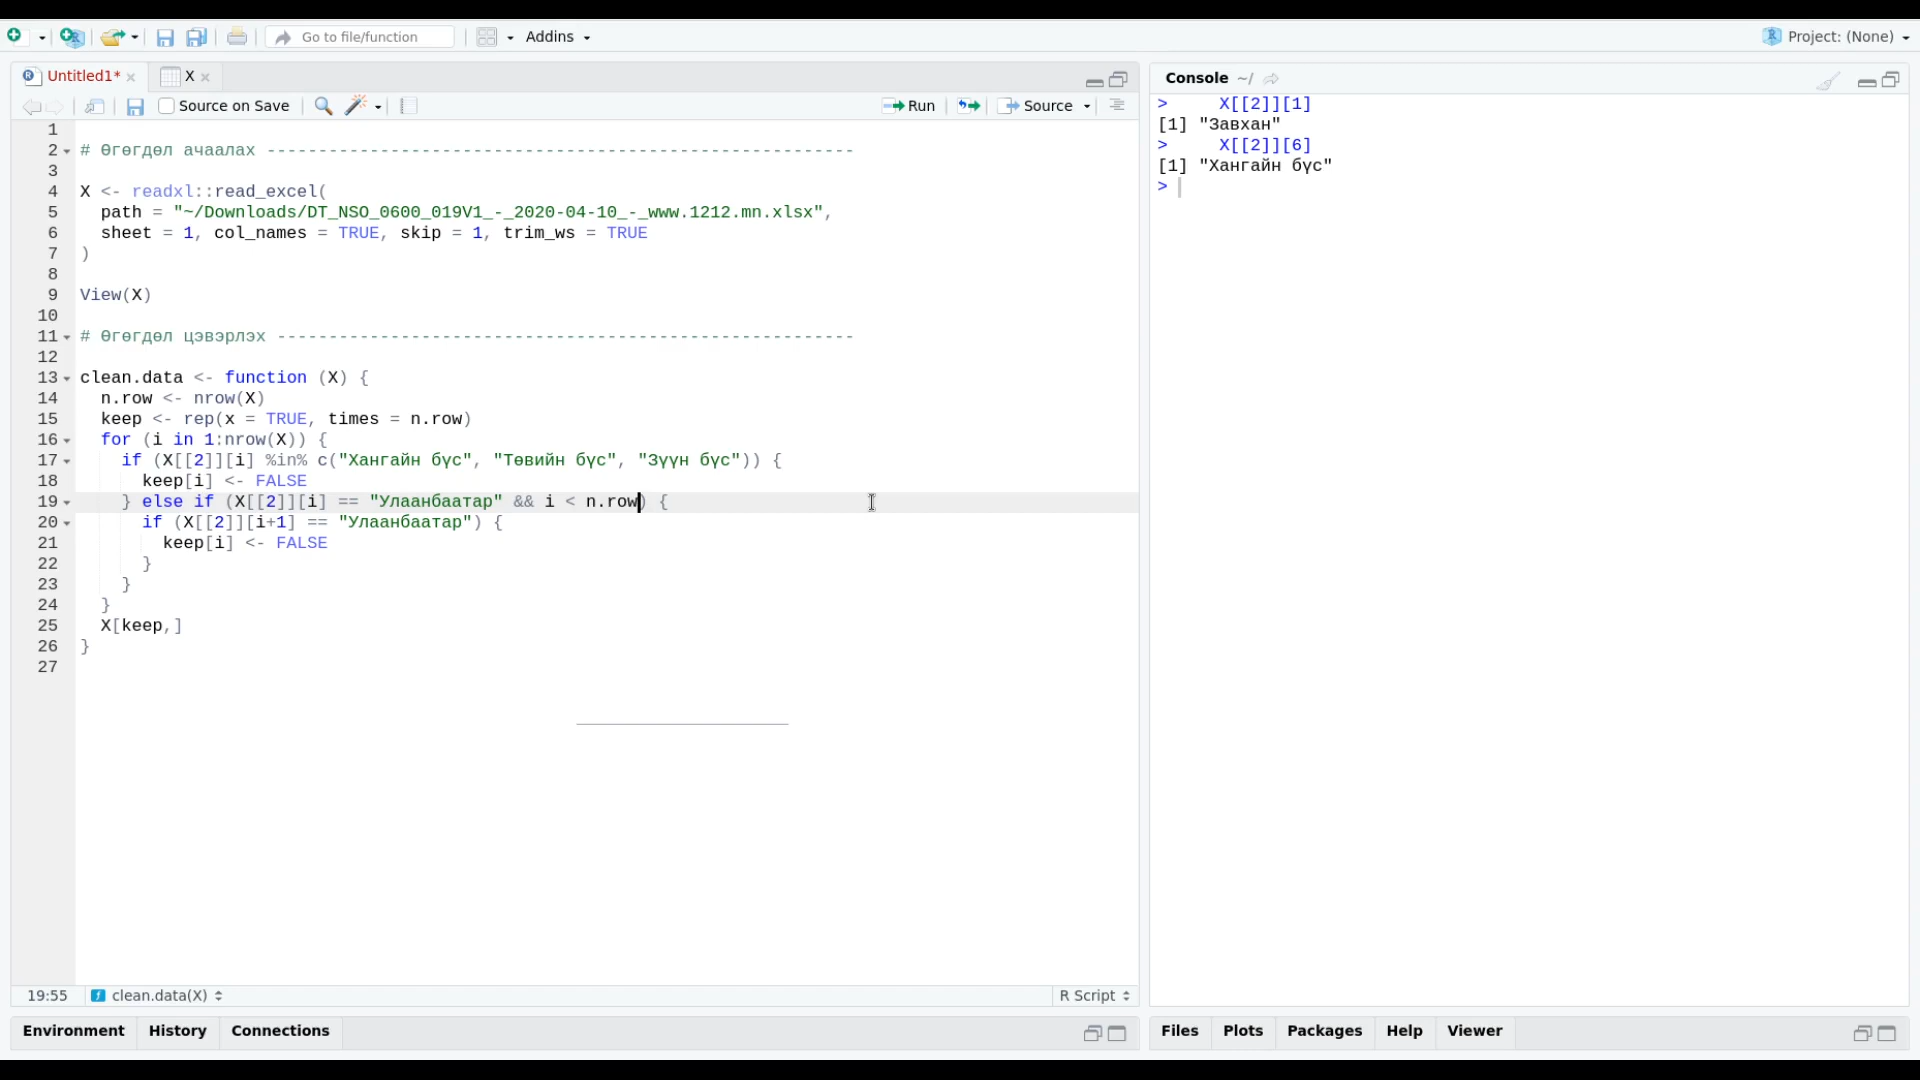 Go to file/function
Addins
Project: (None)
Untitled1*
X
Source on Save
Run
Source
1
2 # Өгөгдөл ачаалах ---------------------------------------------------------
3
4 X <- readxl::read_excel(
5 path = "~/Downloads/DT_NSO_0600_019V1_-_2020-04-10_-_www.1212.mn.xlsx",
6 sheet = 1, col_names = TRUE, skip = 1, trim_ws = TRUE
7 )
8
9 View(X)
10
11 # Өгөгдөл цэвэрлэх --------------------------------------------------------
12
13 clean.data <- function (X) {
14 n.row <- nrow(X)
15 keep <- rep(x = TRUE, times = n.row)
16 for (i in 1:nrow(X)) {
17 if (X[[2]][i] %in% c("Хангайн бүс", "Төвийн бүс", "Зүүн бүс")) {
18 keep[i] <- FALSE
19 } else if (X[[2]][i] == "Улаанбаатар" && i < n.row) {
20 if (X[[2]][i+1] == "Улаанбаатар") {
21 keep[i] <- FALSE
22 }
23 }
24 }
25 X[keep,]
26 }
27
19:55 clean.data(X) R Script
Environment History Connections
Console ~/
> X[[2]][1]
[1] "Завхан"
> X[[2]][6]
[1] "Хангайн бүс"
>
Files Plots Packages Help Viewer